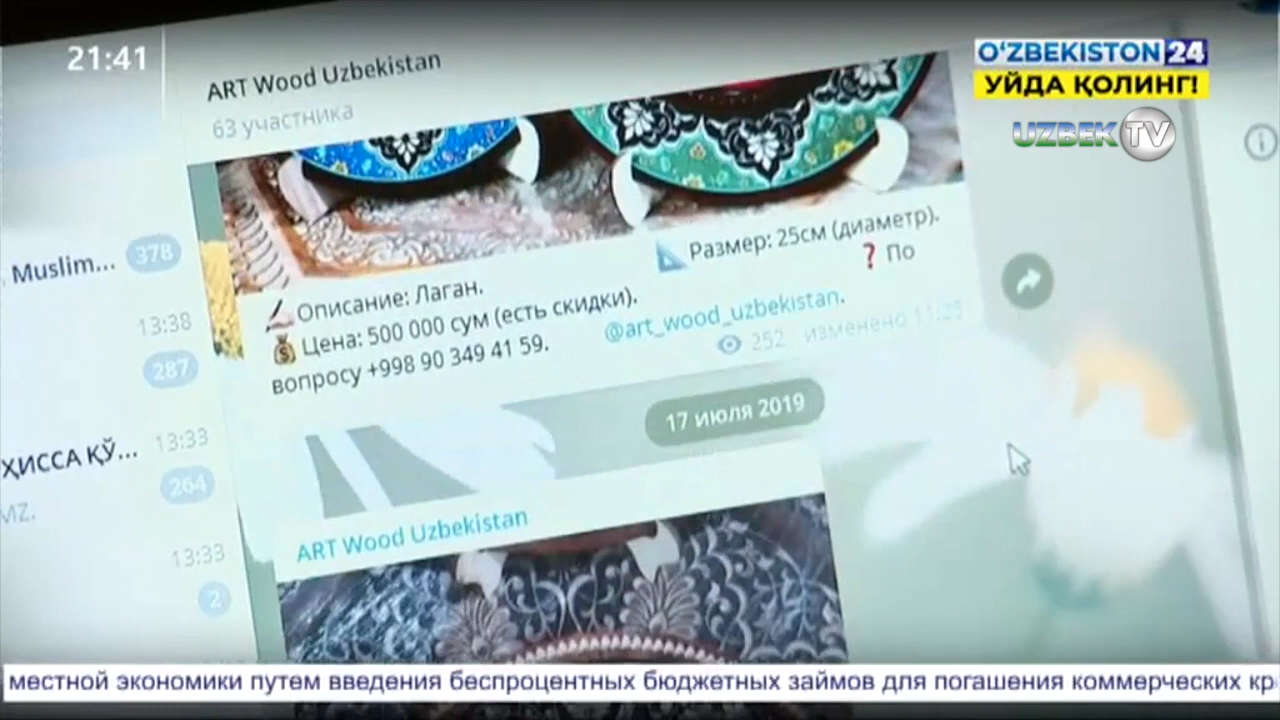 21:41
O‘ZBEKISTON 24
УЙДА ҚОЛИНГ!
UZBEK TV
ART Wood Uzbekistan
63 участника
Muslim...
378
13:38
287
ҲИССА ҚЎ...
13:33
264
MZ.
13:33
2
Размер: 25см (диаметр).
Описание: Лаган.
❓ По
Цена: 500 000 сум (есть скидки).
@art_wood_uzbekistan.
вопросу +998 90 349 41 59.
252 изменено 11:25
17 июля 2019
ART Wood Uzbekistan
местной экономики путем введения беспроцентных бюджетных займов для погашения коммерческих кр